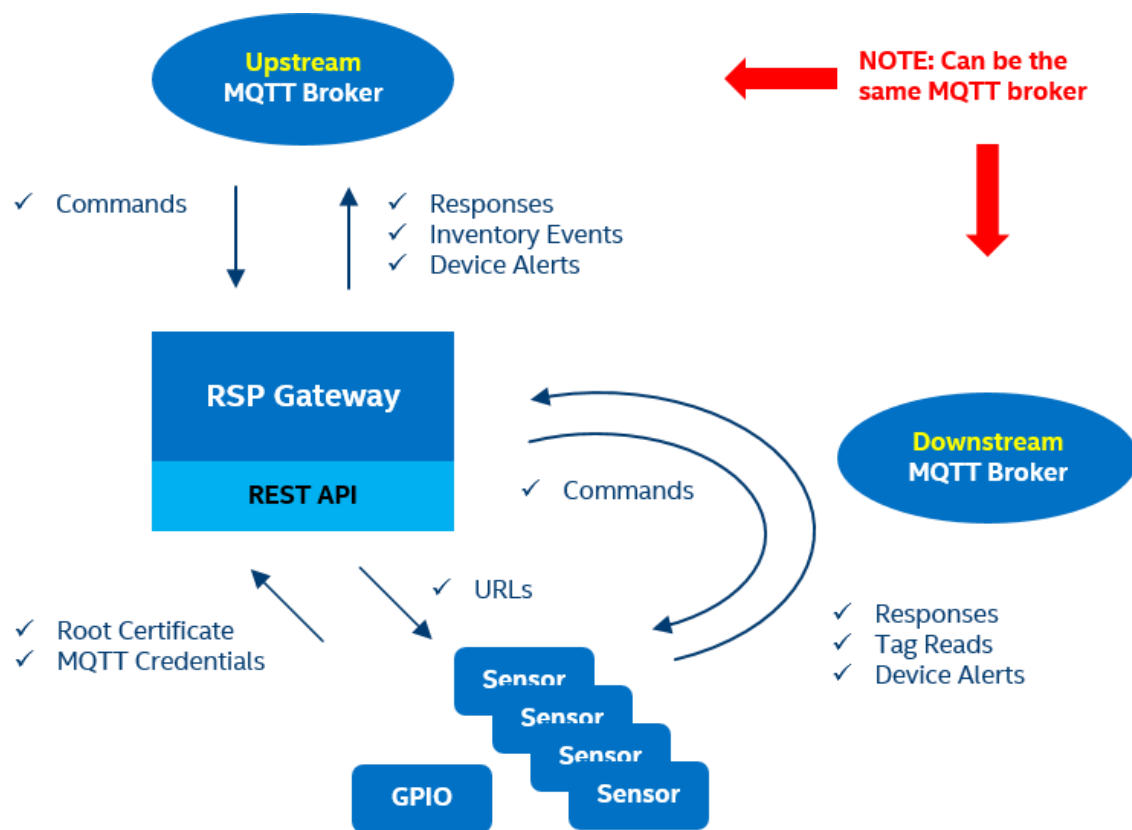 Upstream
MQTT Broker
NOTE: Can be the
same MQTT broker
✓ Commands
✓ Responses
✓ Inventory Events
✓ Device Alerts
RSP Gateway
REST API
Downstream
MQTT Broker
✓ Commands
✓ URLs
✓ Root Certificate
✓ MQTT Credentials
✓ Responses
✓ Tag Reads
✓ Device Alerts
Sensor
Sensor
Sensor
Sensor
GPIO